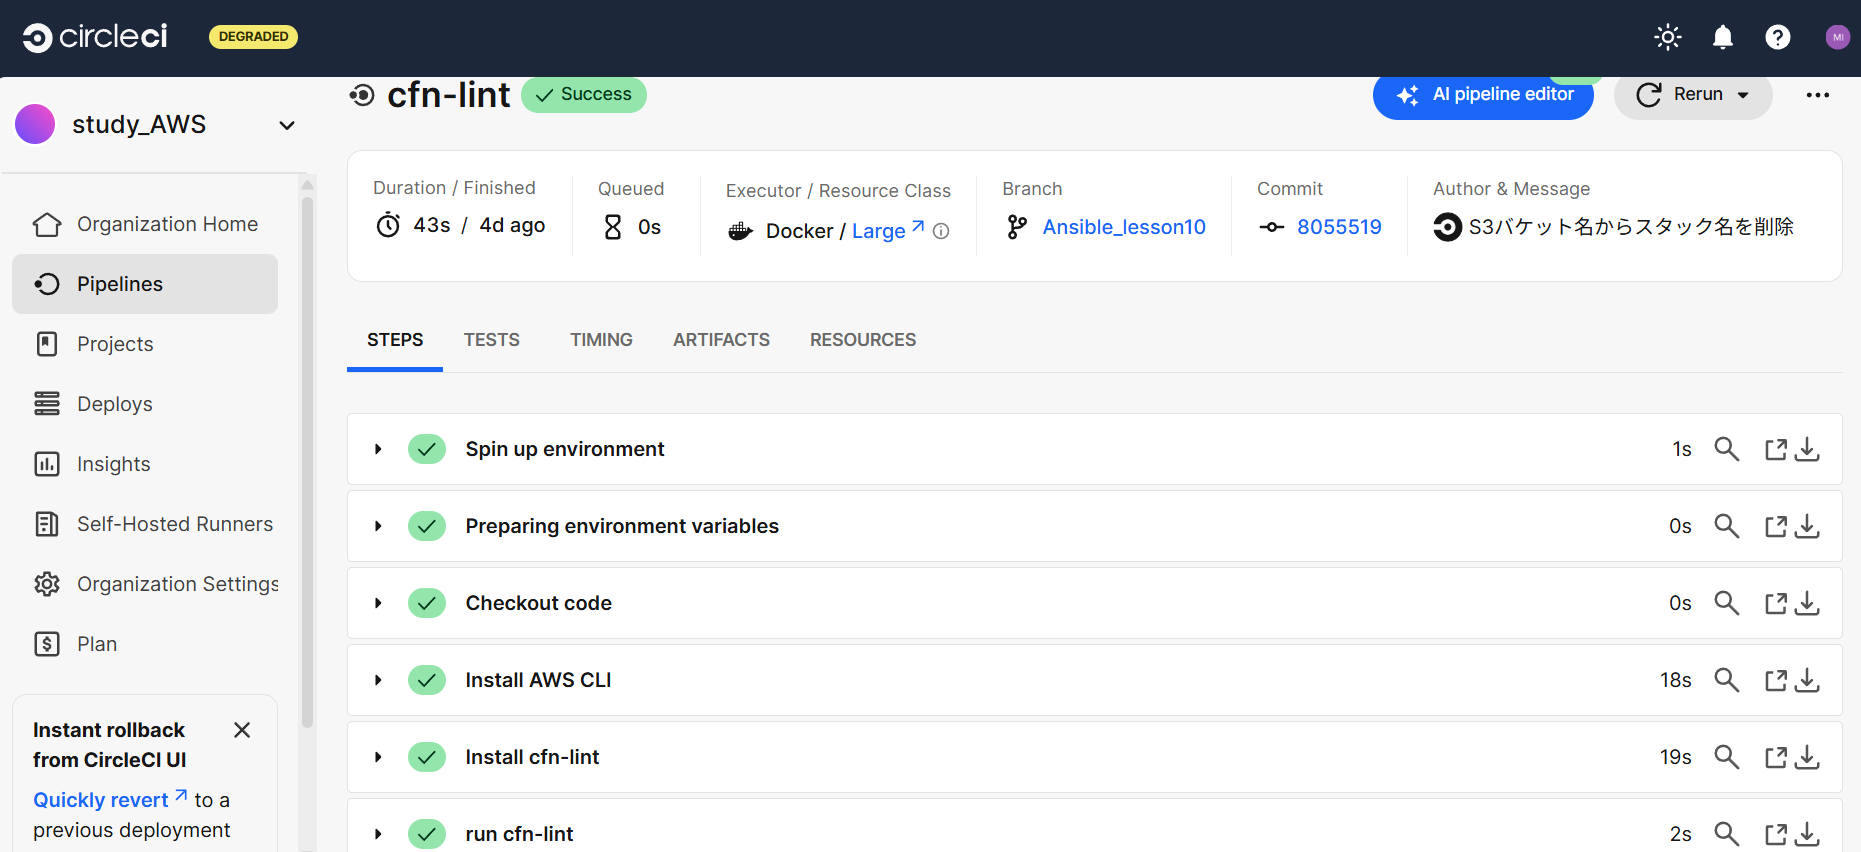 circleci
DEGRADED
MI
study_AWS
Organization Home
Pipelines
Projects
Deploys
Insights
Self-Hosted Runners
Organization Settings
Plan
Instant rollback
from CircleCI UI
Quickly revert to a
previous deployment
cfn-lint
Success
AI pipeline editor
Rerun
Duration / Finished
43s / 4d ago
Queued
0s
Executor / Resource Class
Docker / Large
Branch
Ansible_lesson10
Commit
8055519
Author & Message
S3バケット名からスタック名を削除
STEPS
TESTS
TIMING
ARTIFACTS
RESOURCES
Spin up environment
1s
Preparing environment variables
0s
Checkout code
0s
Install AWS CLI
18s
Install cfn-lint
19s
run cfn-lint
2s